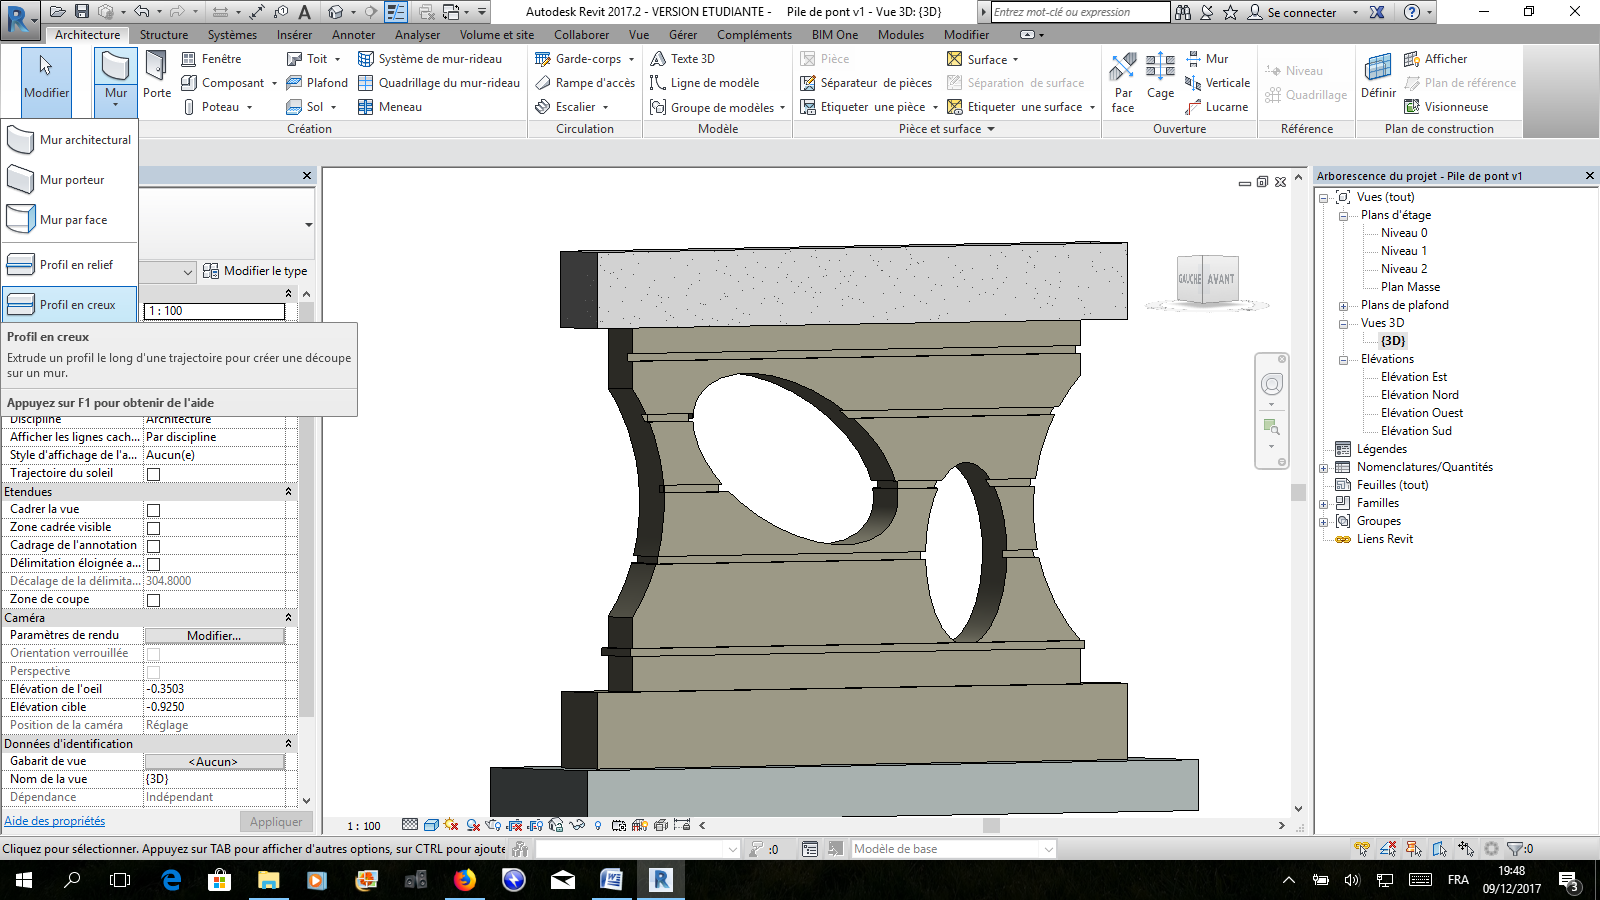 Autodesk Revit 2017.2 - VERSION ETUDIANTE - Pile de pont v1 - Vue 3D: {3D}
Entrez mot-clé ou expression
Se connecter
Architecture Structure Systèmes Insérer Annoter Analyser Volume et site Collaborer Vue Gérer Compléments BIM One Modules Modifier
Modifier
Mur
Porte
Fenêtre
Composant
Poteau
Toit
Plafond
Sol
Système de mur-rideau
Quadrillage du mur-rideau
Meneau
Création
Garde-corps
Rampe d'accès
Escalier
Circulation
Texte 3D
Ligne de modèle
Groupe de modèles
Modèle
Pièce
Séparateur de pièces
Etiqueter une pièce
Surface
Séparation de surface
Etiqueter une surface
Pièce et surface
Par face
Cage
Mur
Verticale
Lucarne
Ouverture
Niveau
Quadrillage
Référence
Définir
Afficher
Plan de référence
Visionneuse
Plan de construction
Mur architectural
Mur porteur
Mur par face
Profil en relief
Profil en creux
Modifier le type
1 : 100
Profil en creux
Extrude un profil le long d'une trajectoire pour créer une découpe
sur un mur.
Appuyez sur F1 pour obtenir de l'aide
Discipline Architecture
Afficher les lignes cach... Par discipline
Style d'affichage de l'a... Aucun(e)
Trajectoire du soleil
Etendues
Cadrer la vue
Zone cadrée visible
Cadrage de l'annotation
Délimitation éloignée a...
Décalage de la délimita... 304.8000
Zone de coupe
Caméra
Paramètres de rendu Modifier...
Orientation verrouillée
Perspective
Elévation de l'oeil -0.3503
Elévation cible -0.9250
Position de la caméra Réglage
Données d'identification
Gabarit de vue <Aucun>
Nom de la vue {3D}
Dépendance Indépendant
Aide des propriétés Appliquer
GAUCHE AVANT
1 : 100
Arborescence du projet - Pile de pont v1
Vues (tout)
Plans d'étage
Niveau 0
Niveau 1
Niveau 2
Plan Masse
Plans de plafond
Vues 3D
{3D}
Elévations
Elévation Est
Elévation Nord
Elévation Ouest
Elévation Sud
Légendes
Nomenclatures/Quantités
Feuilles (tout)
Familles
Groupes
Liens Revit
Cliquez pour sélectionner. Appuyez sur TAB pour afficher d'autres options, sur CTRL pour ajoute :0 Modèle de base :0
FRA
19:48
09/12/2017
3